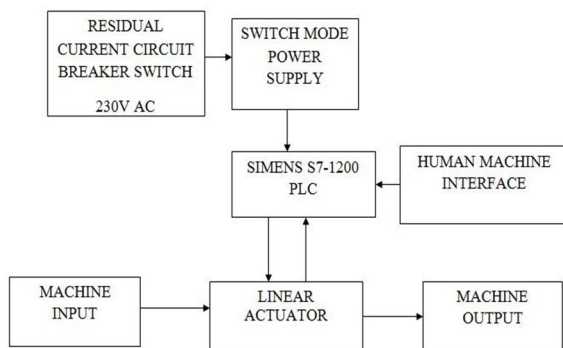 RESIDUAL
CURRENT CIRCUIT
BREAKER SWITCH
230V AC
SWITCH MODE
POWER
SUPPLY
SIMENS S7-1200
PLC
HUMAN MACHINE
INTERFACE
MACHINE
INPUT
LINEAR
ACTUATOR
MACHINE
OUTPUT